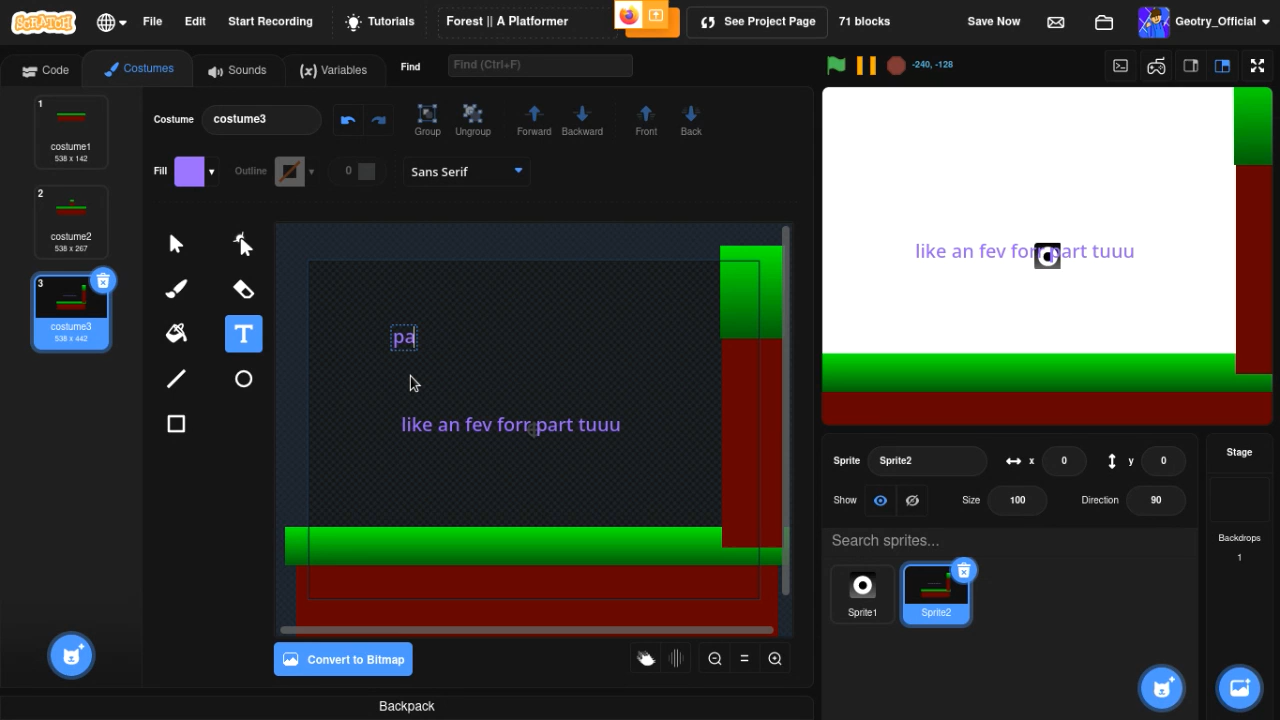 SCRATCH File Edit Start Recording Tutorials Forest || A Platformer See Project Page 71 blocks Save Now Geotry_Official
Code Costumes Sounds Variables Find Find (Ctrl+F) -240, -128
1
costume1
538 x 142
2
costume2
538 x 267
3
costume3
538 x 442
Costume costume3 Group Ungroup Forward Backward Front Back
Fill Outline 0 Sans Serif
T
pa
like an fev forr part tuuu
Convert to Bitmap
Backpack
like an fev forr part tuuu
Sprite Sprite2 x 0 y 0
Show Size 100 Direction 90
Search sprites...
Sprite1
Sprite2
Stage
Backdrops
1